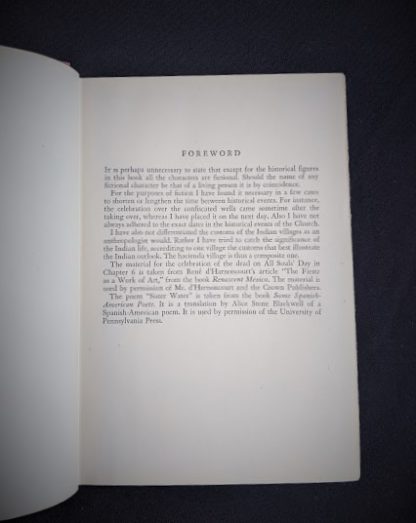 FOREWORD
It is perhaps unnecessary to state that except for the historical figures
in this book all the characters are fictional. Should the name of any
fictional character be that of a living person it is by coincidence.
For the purposes of fiction I have found it necessary in a few cases
to shorten or lengthen the time between historical events. For instance,
the celebration over the confiscated wells came sometime after the
taking over, whereas I have placed it on the next day. Also I have not
always adhered to the exact dates in the historical events of the Church.
I have also not differentiated the customs of the Indian villages as an
anthropologist would. Rather I have tried to catch the significance of
the Indian life, accrediting to one village the customs that best illustrate
the Indian outlook. The hacienda village is thus a composite one.
The material for the celebration of the dead on All Souls' Day in
Chapter 6 is taken from René d'Harnoncourt's article "The Fiesta
as a Work of Art," from the book Renascent Mexico. The material is
used by permission of Mr. d'Harnoncourt and the Crown Publishers.
The poem "Sister Water" is taken from the book Some Spanish-
American Poets. It is a translation by Alice Stone Blackwell of a
Spanish-American poem. It is used by permission of the University of
Pennsylvania Press.